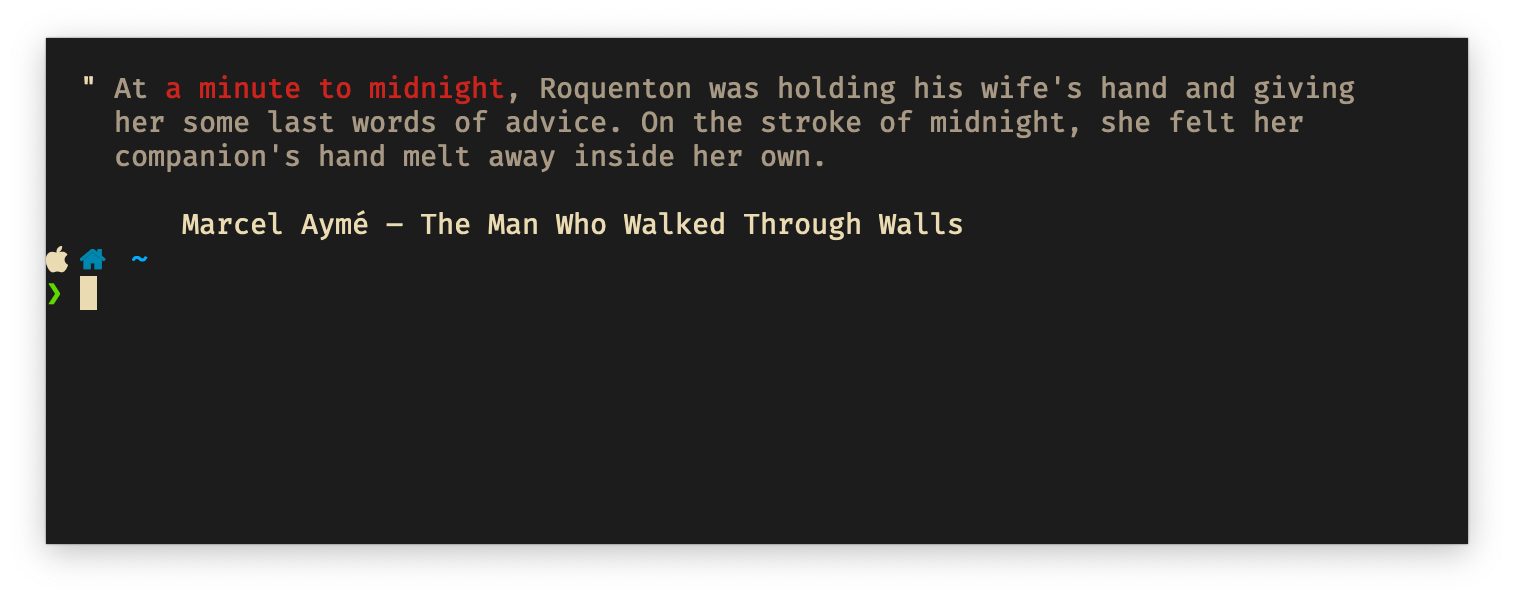 " At a minute to midnight, Roquenton was holding his wife's hand and giving
her some last words of advice. On the stroke of midnight, she felt her
companion's hand melt away inside her own.
Marcel Aymé – The Man Who Walked Through Walls
~
❯